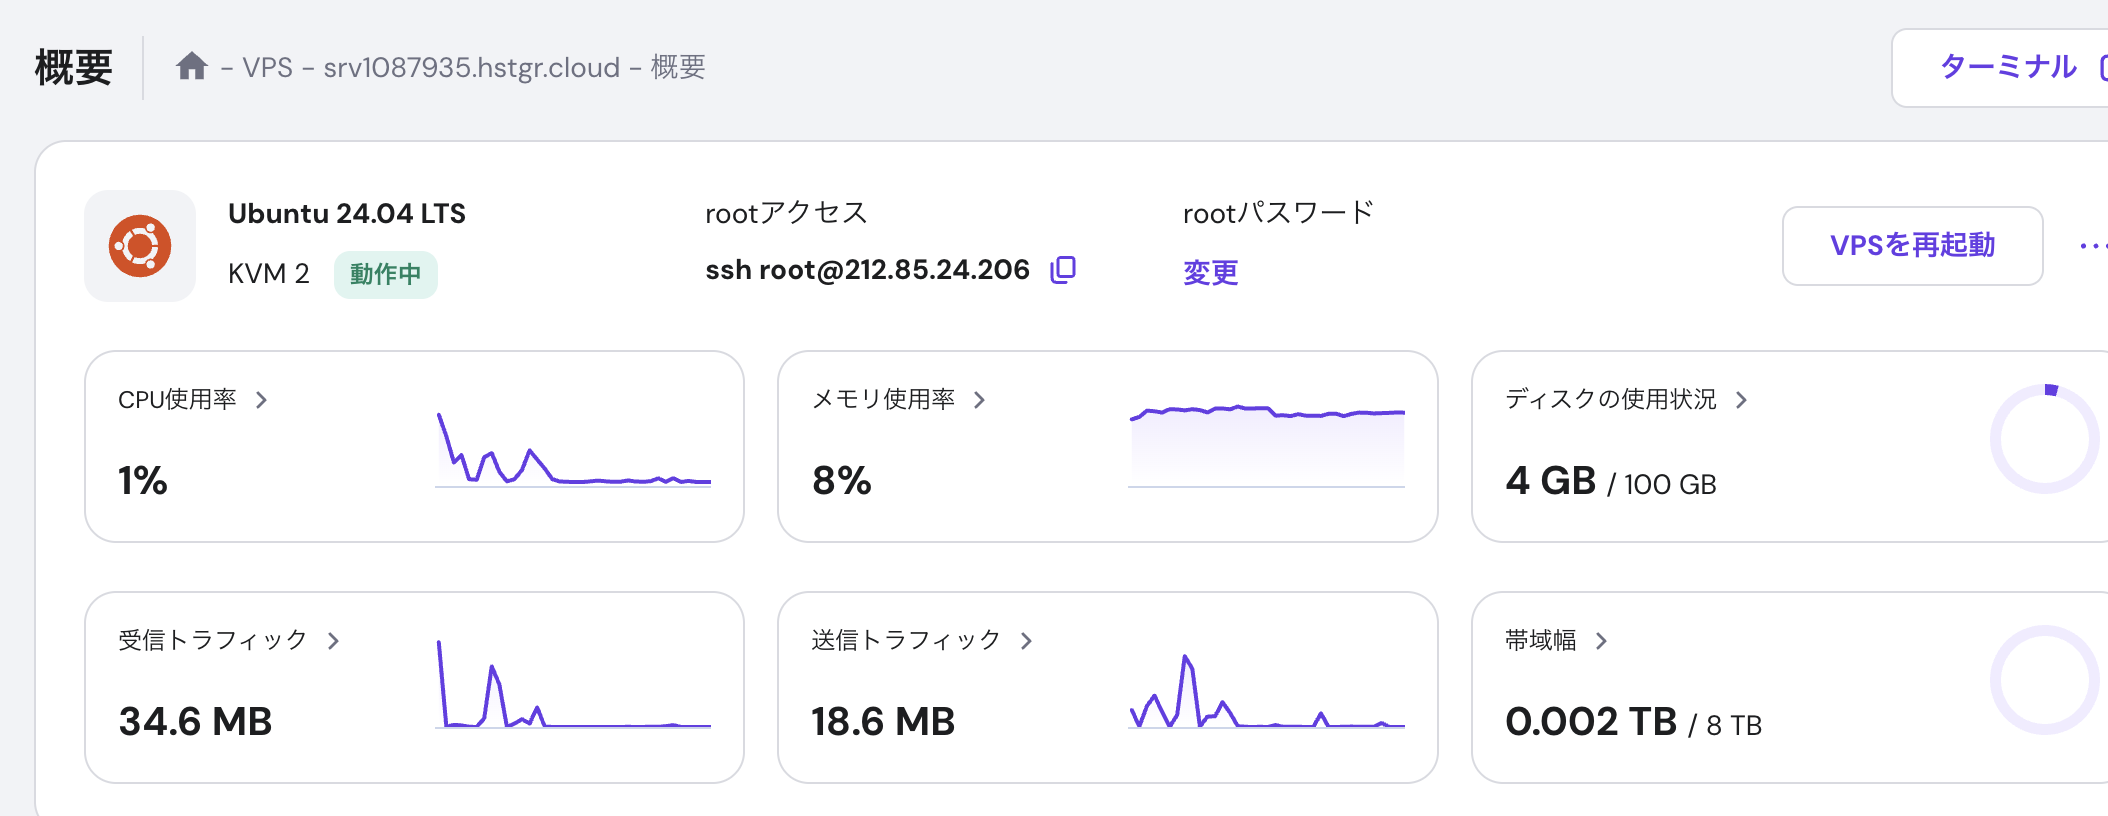 概要
– VPS – srv1087935.hstgr.cloud – 概要
ターミナル
Ubuntu 24.04 LTS
KVM 2 動作中
rootアクセス
ssh root@212.85.24.206
rootパスワード
変更
VPSを再起動
CPU使用率
1%
メモリ使用率
8%
ディスクの使用状況
4 GB / 100 GB
受信トラフィック
34.6 MB
送信トラフィック
18.6 MB
帯域幅
0.002 TB / 8 TB